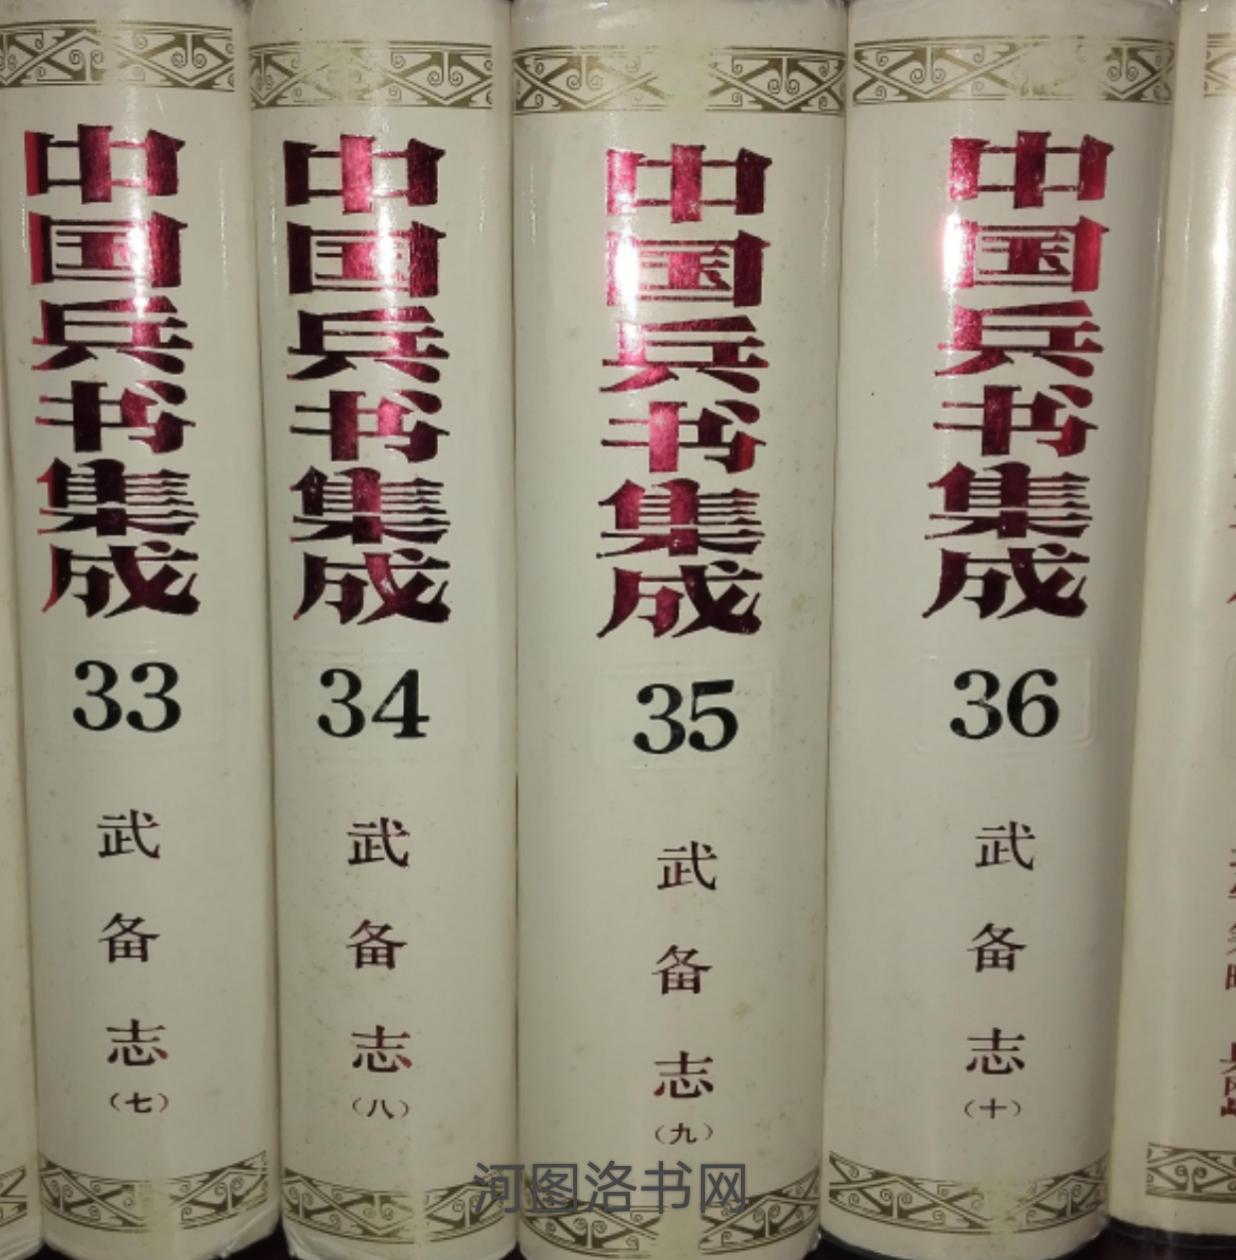 中国兵书集成
33
武备志
（七）
中国兵书集成
34
武备志
（八）
中国兵书集成
35
武备志
（九）
中国兵书集成
36
武备志
（十）
河图洛书网